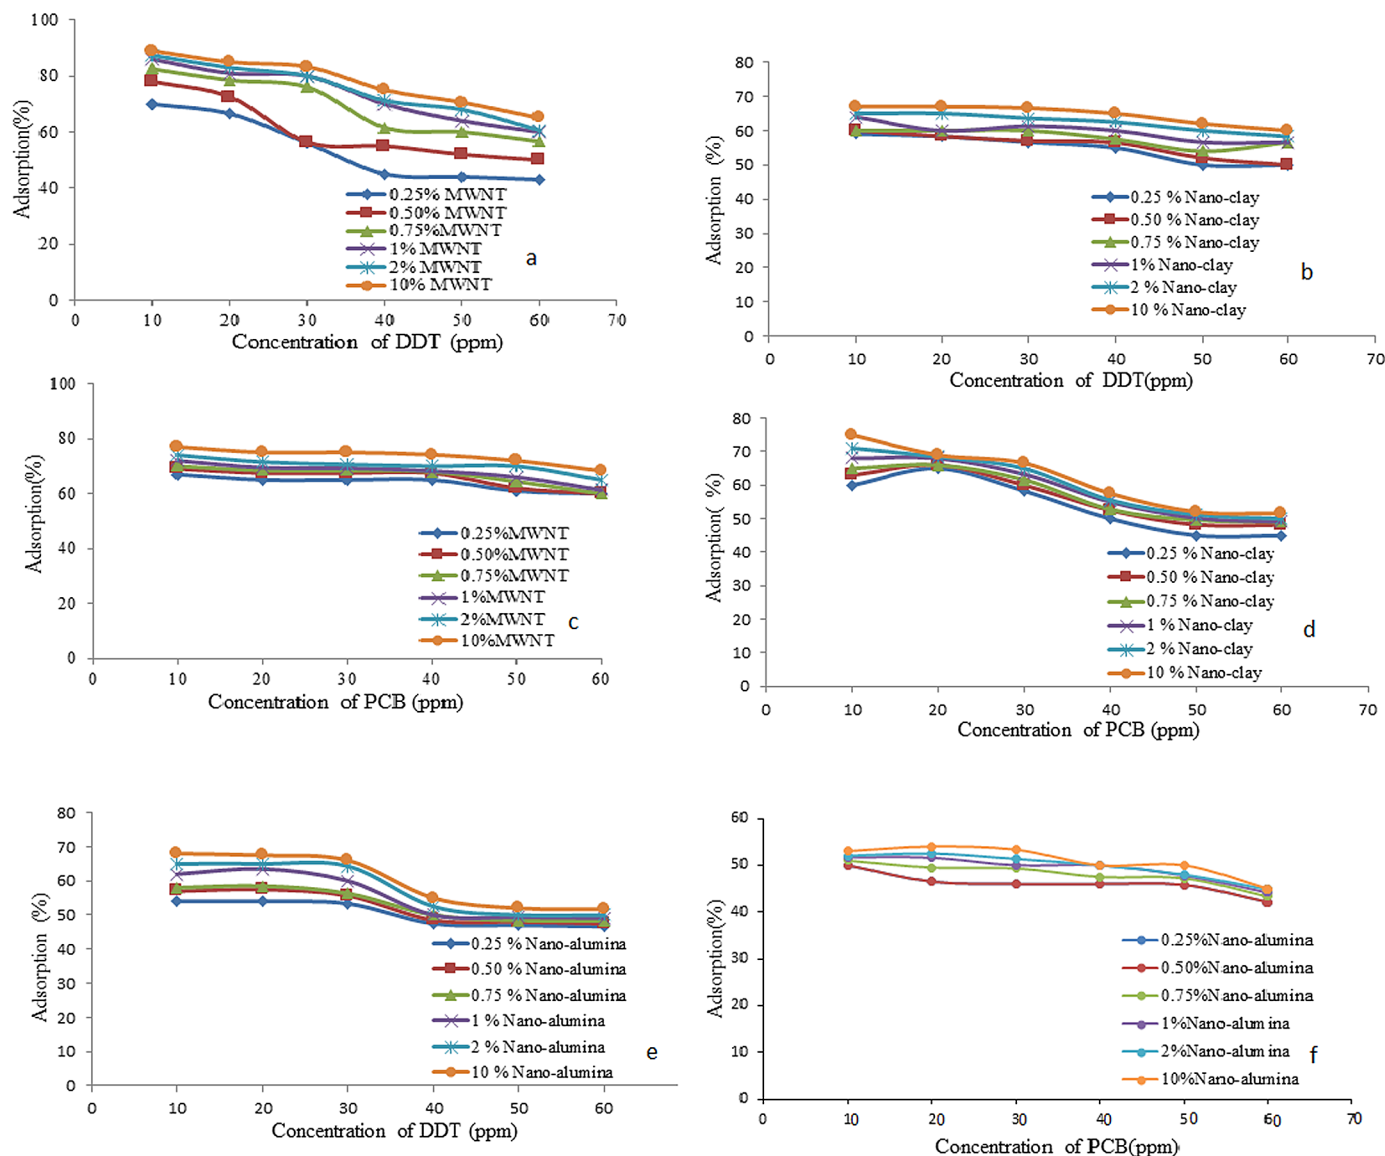 100
80
60
40
20
0
Adsorption(%)
0.25% MWNT
0.50% MWNT
0.75%MWNT
1% MWNT
2% MWNT
10% MWNT
a
0 10 20 30 40 50 60 70
Concentration of DDT (ppm)
80
70
60
50
40
30
20
10
0
Adsorption (%)
0.25 % Nano-clay
0.50 % Nano-clay
0.75 % Nano-clay
1% Nano-clay
2 % Nano-clay
10 % Nano-clay
b
0 10 20 30 40 50 60 70
Concentration of DDT(ppm)
100
80
60
40
20
0
Adsorption(%)
0.25%MWNT
0.50%MWNT
0.75%MWNT
1%MWNT
2%MWNT
10%MWNT
c
0 10 20 30 40 50 60
Concentration of PCB (ppm)
80
70
60
50
40
30
20
10
0
Adsorption( %)
0.25 % Nano-clay
0.50 % Nano-clay
0.75 % Nano-clay
1 % Nano-clay
2 % Nano-clay
10 % Nano-clay
d
0 10 20 30 40 50 60 70
Concentration of PCB (ppm)
80
70
60
50
40
30
20
10
0
Adsorption (%)
0.25 % Nano-alumina
0.50 % Nano-alumina
0.75 % Nano-alumina
1 % Nano-alumina
2 % Nano-alumina
10 % Nano-alumina
e
0 10 20 30 40 50 60
Concentration of DDT (ppm)
60
50
40
30
20
10
0
Adsorption(%)
0.25%Nano-alumina
0.50%Nano-alumina
0.75%Nano-alumina
1%Nano-alumina
2%Nano-alumina
10%Nano-alumina
f
0 10 20 30 40 50 60 70
Concentration of PCB(ppm)